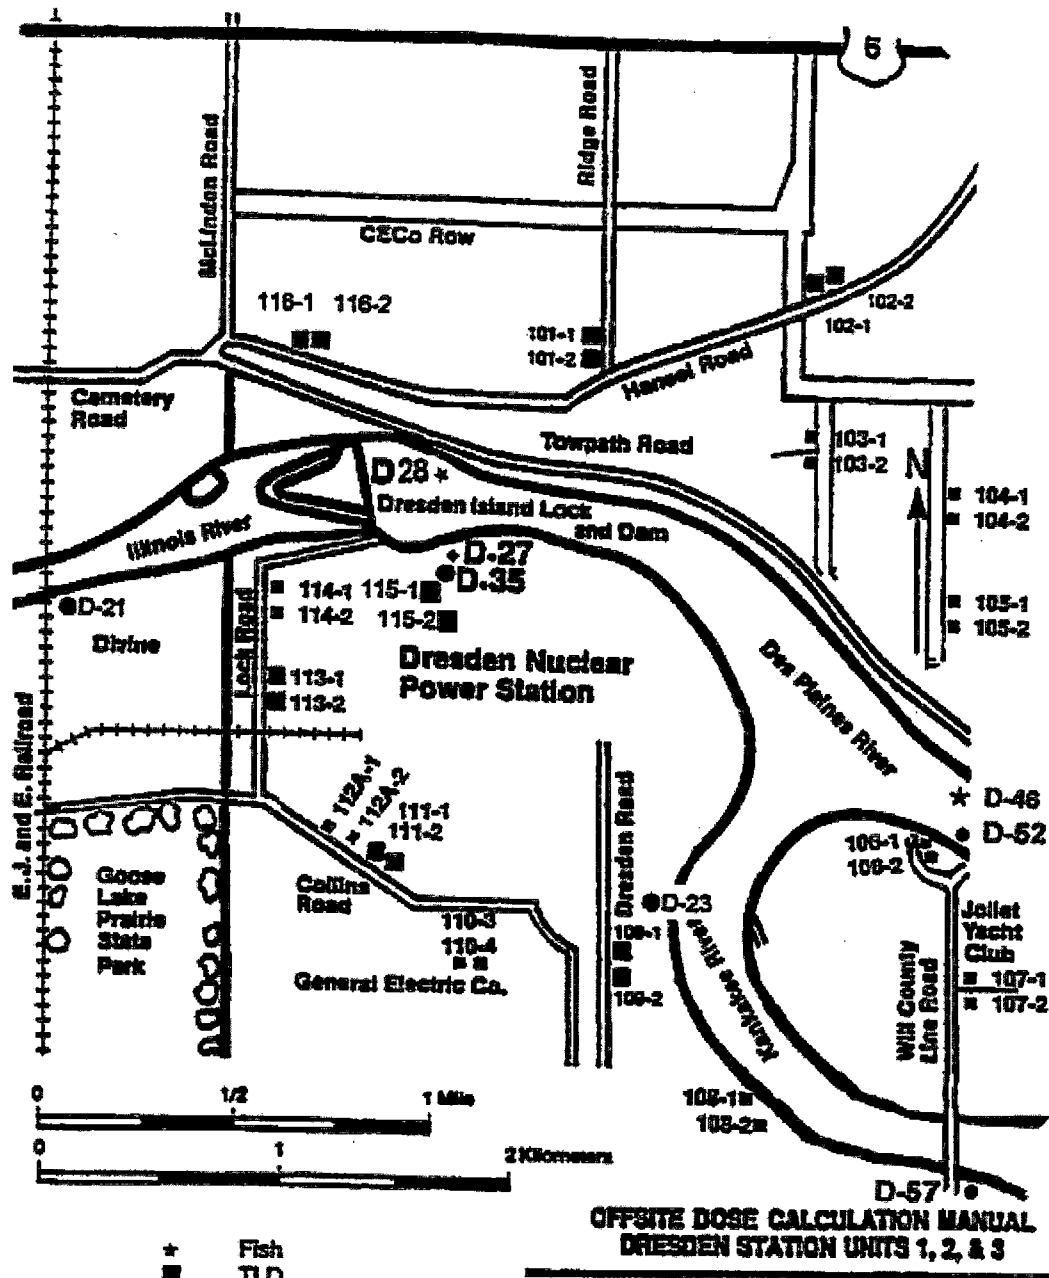 6
Ridge Road
McLindon Road
CECo Row
116-1 116-2
102-2
102-1
101-1
101-2
Hansel Road
Cemetery
Road
Towpath Road
103-1
103-2
N
D28
104-1
104-2
Dresden Island Lock
and Dam
Illinois River
D-27
D-35
D-21
114-1 115-1
114-2 115-2
105-1
105-2
Divine
Lock Road
Dresden Nuclear
Power Station
Des Plaines River
113-1
113-2
E.J. and E. Railroad
112A-1
112A-2
111-1
111-2
Dresden Road
D-46
D-52
106-1
106-2
Goose
Lake
Prairie
State
Park
Collins
Road
D-23
110-3
110-4
109-1
109-2
Kankakee River
General Electric Co.
Joliet
Yacht
Club
Will County
Line Road
107-1
107-2
0 1/2 1 Mile
108-1
108-2
0 1 2 Kilometers
D-57
OFFSITE DOSE CALCULATION MANUAL
DRESDEN STATION UNITS 1, 2, & 3
Fish
TLD